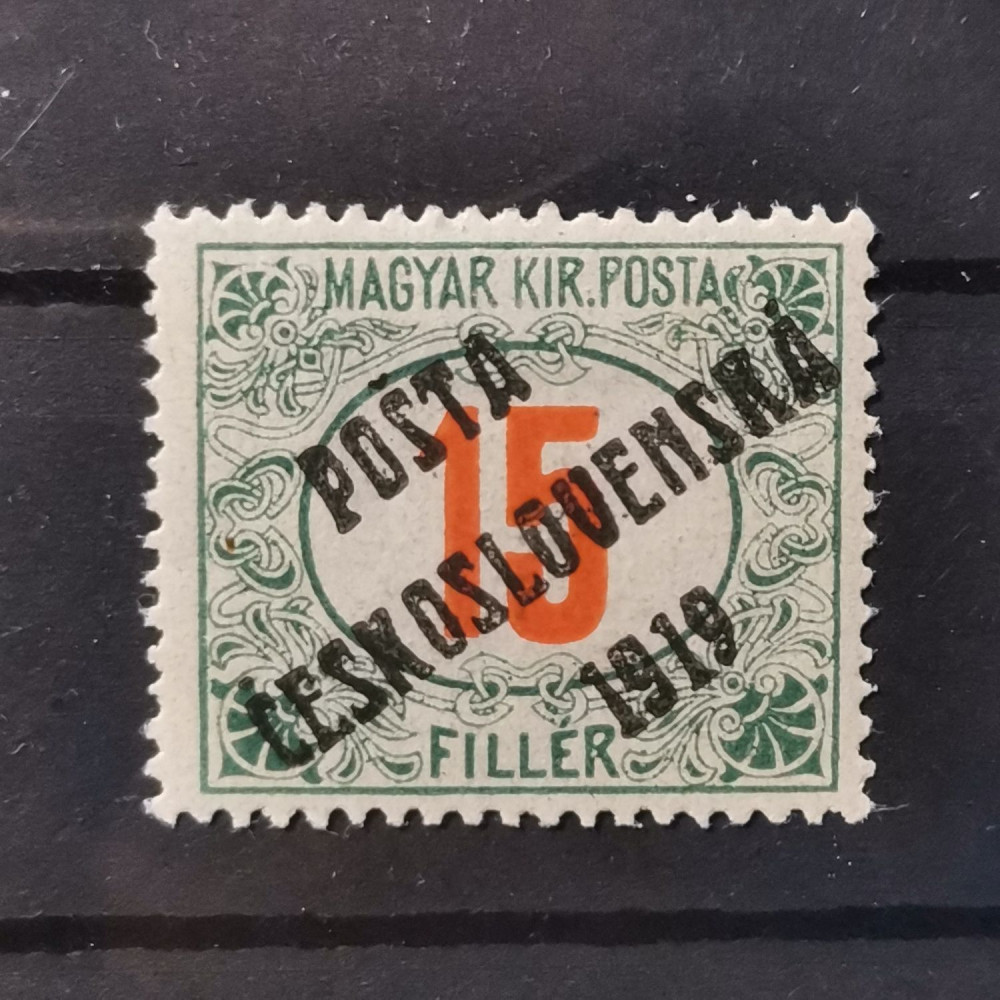 MAGYAR KIR. POSTA
POŠTA
15
ČESKOSLOVENSKÁ
1919
FILLÉR